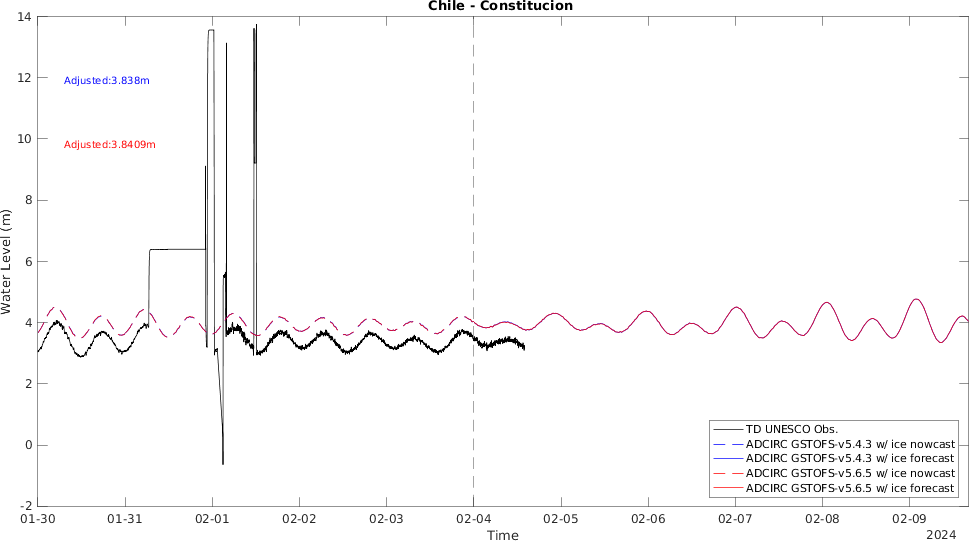 Chile - Constitucion
14
12
10
8
6
4
2
0
-2
Water Level (m)
Adjusted:3.838m
Adjusted:3.8409m
TD UNESCO Obs.
ADCIRC GSTOFS-v5.4.3 w/ ice nowcast
ADCIRC GSTOFS-v5.4.3 w/ ice forecast
ADCIRC GSTOFS-v5.6.5 w/ ice nowcast
ADCIRC GSTOFS-v5.6.5 w/ ice forecast
01-30 01-31 02-01 02-02 02-03 02-04 02-05 02-06 02-07 02-08 02-09
Time
2024